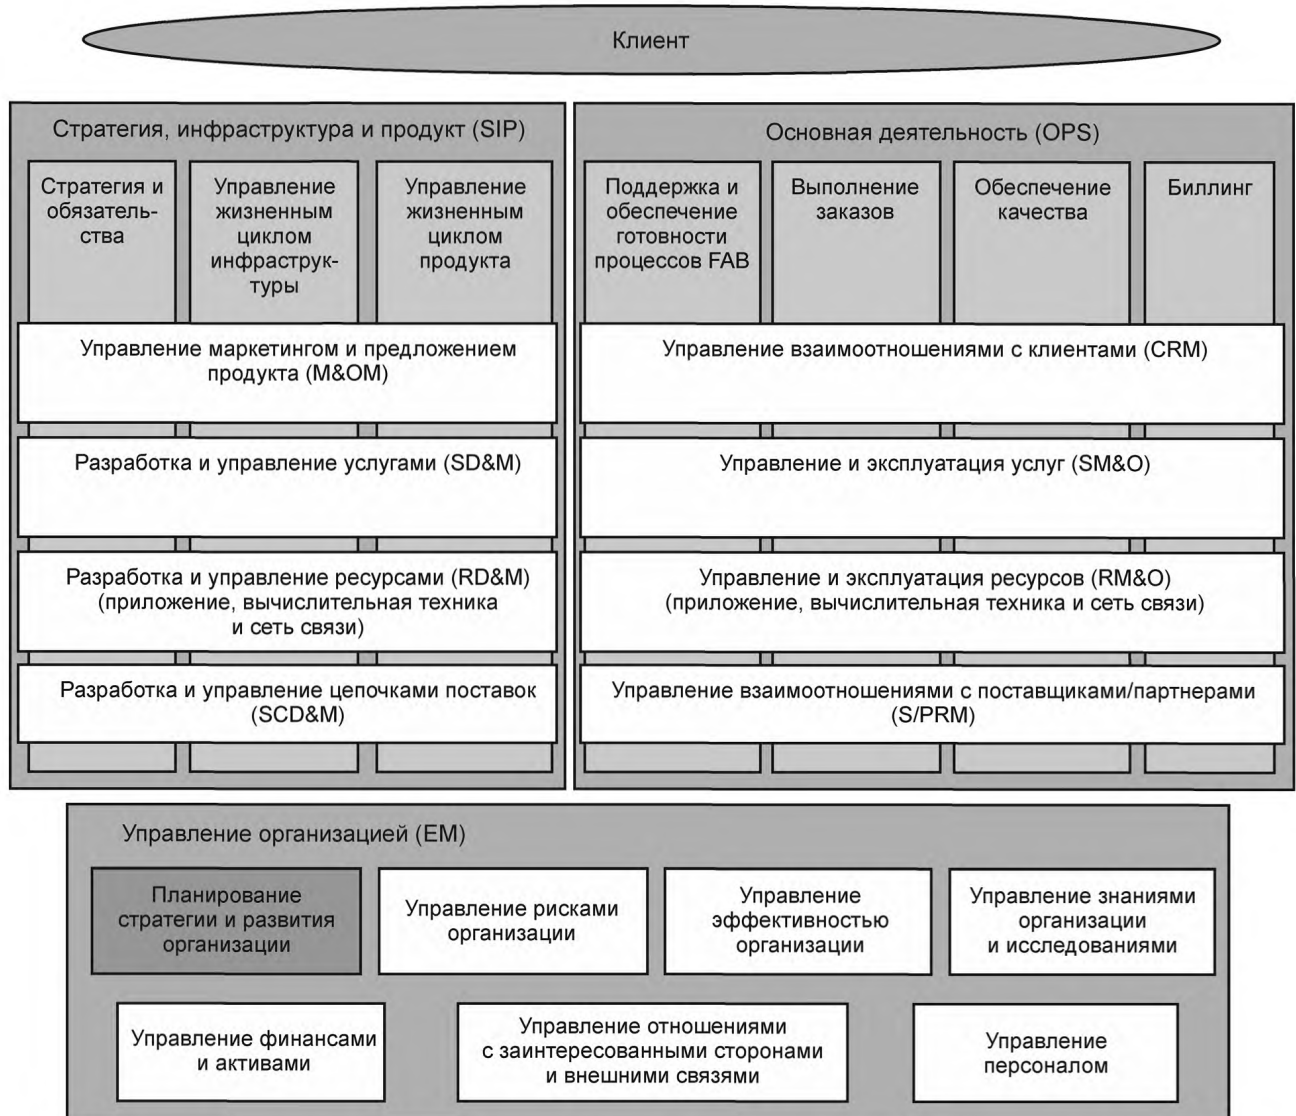 Клиент
Стратегия, инфраструктура и продукт (SIP)
Стратегия и
обязатель-
ства
Управление
жизненным
циклом
инфраструк-
туры
Управление
жизненным
циклом
продукта
Управление маркетингом и предложением
продукта (M&OM)
Разработка и управление услугами (SD&M)
Разработка и управление ресурсами (RD&M)
(приложение, вычислительная техника
и сеть связи)
Разработка и управление цепочками поставок
(SCD&M)
Основная деятельность (OPS)
Поддержка и
обеспечение
готовности
процессов FAB
Выполнение
заказов
Обеспечение
качества
Биллинг
Управление взаимоотношениями с клиентами (CRM)
Управление и эксплуатация услуг (SM&O)
Управление и эксплуатация ресурсов (RM&O)
(приложение, вычислительная техника и сеть связи)
Управление взаимоотношениями с поставщиками/партнерами
(S/PRM)
Управление организацией (EM)
Планирование
стратегии и развития
организации
Управление рисками
организации
Управление
эффективностью
организации
Управление знаниями
организации
и исследованиями
Управление финансами
и активами
Управление отношениями
с заинтересованными сторонами
и внешними связями
Управление
персоналом